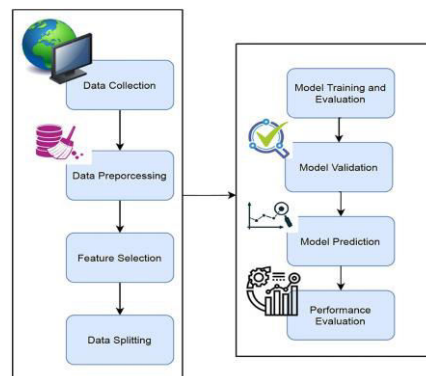 Data Collection
Data Preporcessing
Feature Selection
Data Splitting
Model Training and
Evaluation
Model Validation
Model Prediction
Performance
Evaluation